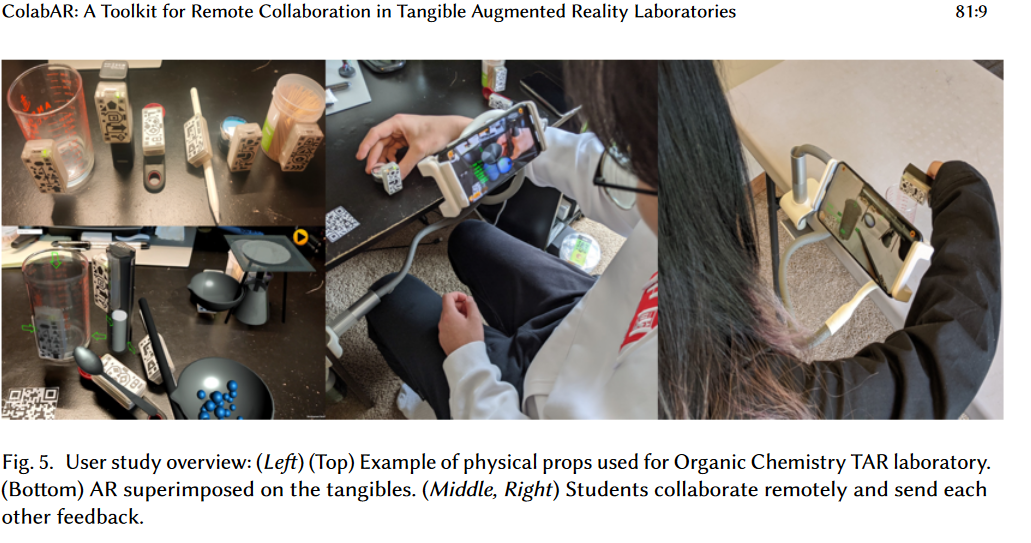 ColabAR: A Toolkit for Remote Collaboration in Tangible Augmented Reality Laboratories 81:9
Fig. 5. User study overview: (Left) (Top) Example of physical props used for Organic Chemistry TAR laboratory.
(Bottom) AR superimposed on the tangibles. (Middle, Right) Students collaborate remotely and send each
other feedback.